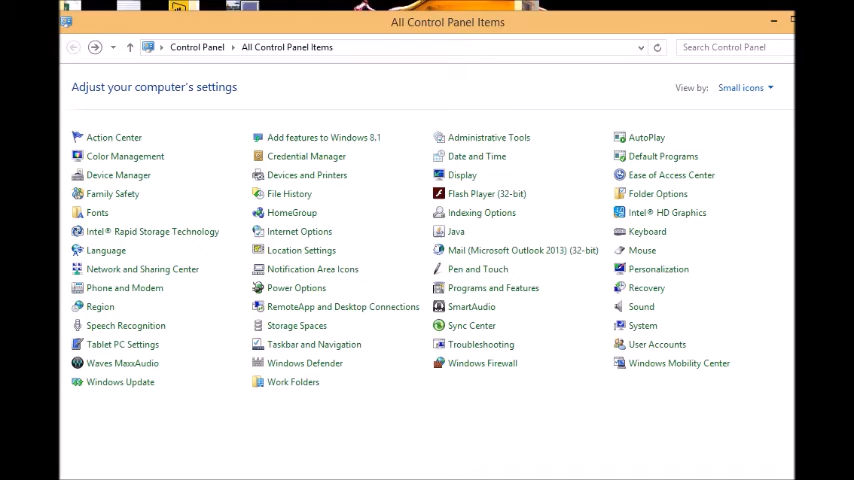 All Control Panel Items
Control Panel All Control Panel Items Search Control Panel
Adjust your computer's settings View by: Small icons
Action Center Add features to Windows 8.1 Administrative Tools AutoPlay
Color Management Credential Manager Date and Time Default Programs
Device Manager Devices and Printers Display Ease of Access Center
Family Safety File History Flash Player (32-bit) Folder Options
Fonts HomeGroup Indexing Options Intel® HD Graphics
Intel® Rapid Storage Technology Internet Options Java Keyboard
Language Location Settings Mail (Microsoft Outlook 2013) (32-bit) Mouse
Network and Sharing Center Notification Area Icons Pen and Touch Personalization
Phone and Modem Power Options Programs and Features Recovery
Region RemoteApp and Desktop Connections SmartAudio Sound
Speech Recognition Storage Spaces Sync Center System
Tablet PC Settings Taskbar and Navigation Troubleshooting User Accounts
Waves MaxxAudio Windows Defender Windows Firewall Windows Mobility Center
Windows Update Work Folders